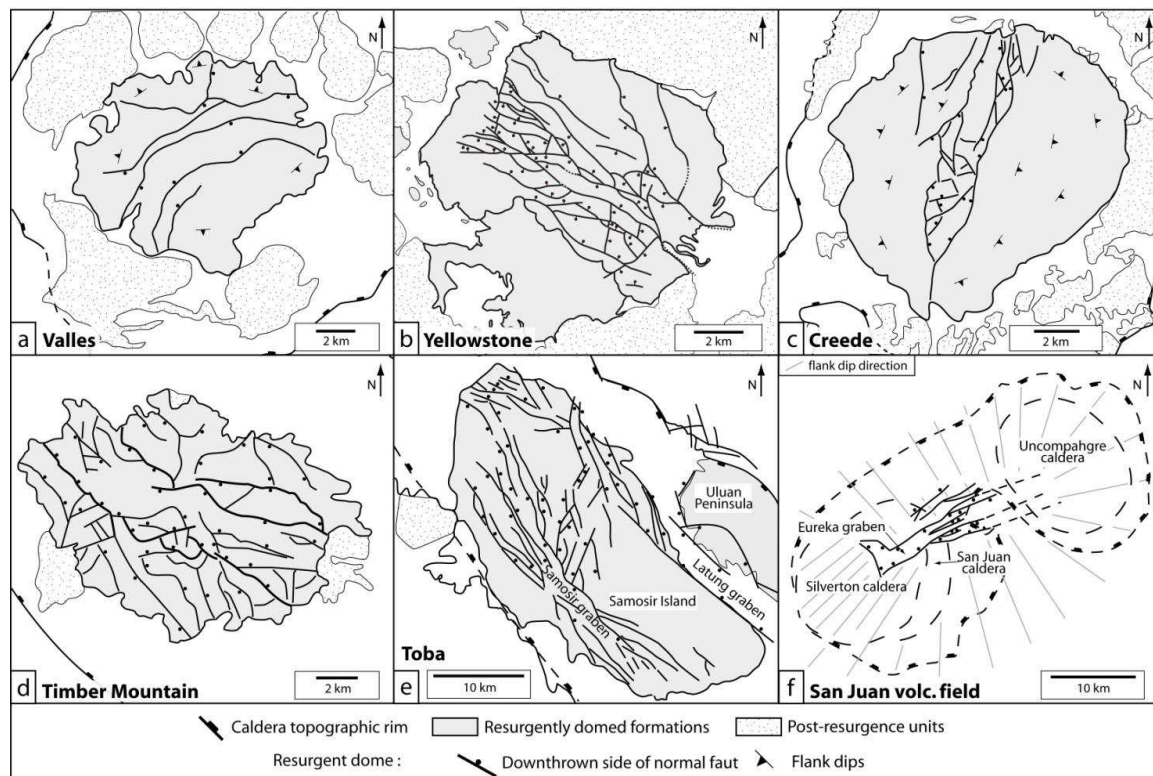 N
a Valles
2 km
N
b Yellowstone
2 km
N
c Creede
2 km
N
d Timber Mountain
2 km
N
Uluan
Peninsula
Samosir graben
Samosir Island
Latung graben
Toba
e
10 km
flank dip direction
N
Uncompahgre
caldera
Eureka graben
San Juan
caldera
Silverton caldera
f San Juan volc. field
10 km
Caldera topographic rim
Resurgently domed formations
Post-resurgence units
Resurgent dome :
Downthrown side of normal faut
Flank dips